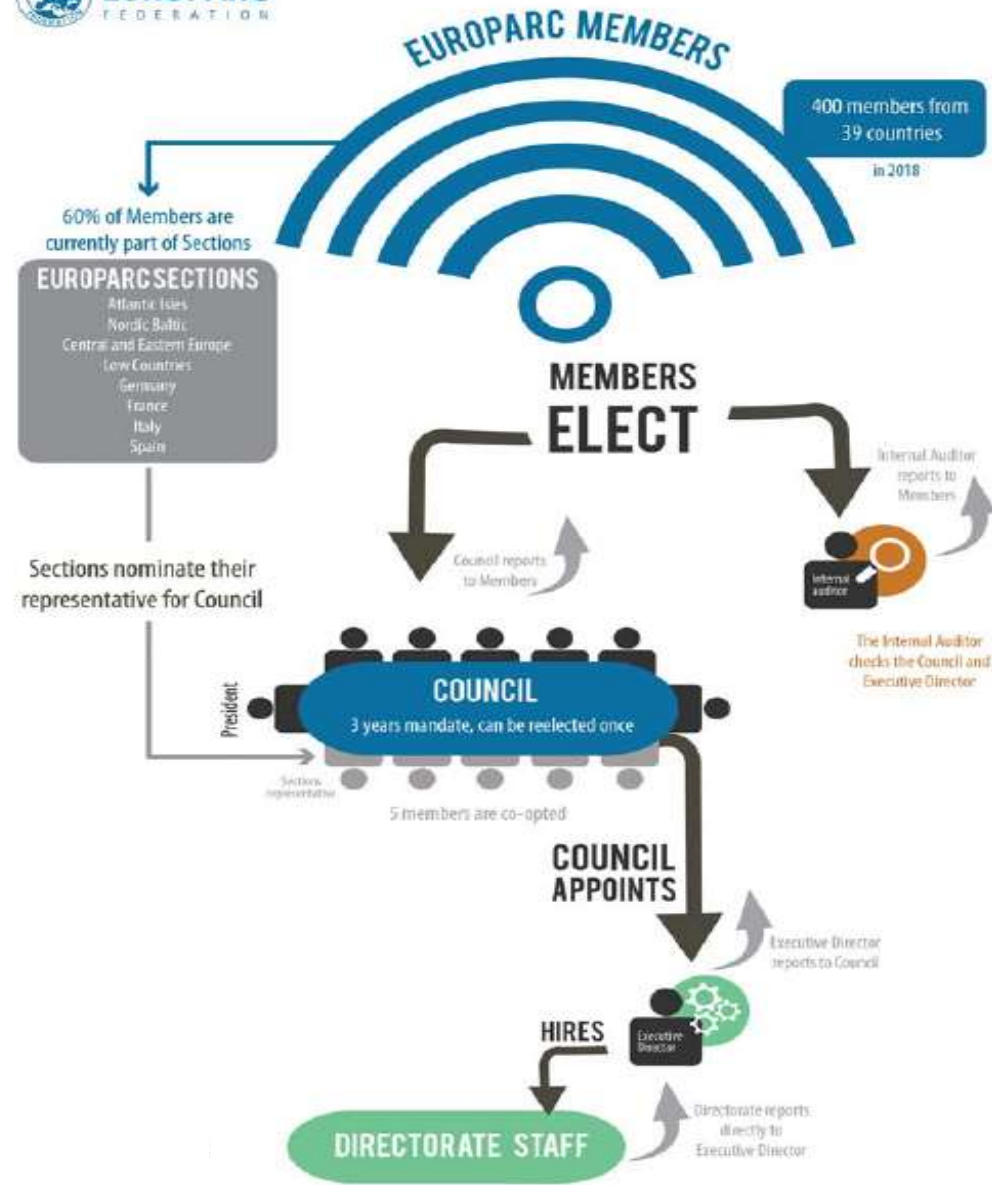 FEDERATION
EUROPARC MEMBERS
400 members from
39 countries
in 2018
60% of Members are
currently part of Sections
EUROPARC SECTIONS
Atlantic Isles
Nordic Baltic
Central and Eastern Europe
Low Countries
Germany
France
Italy
Spain
MEMBERS
ELECT
Internal Auditor
reports to
Members
Council reports
to Members
Sections nominate their
representative for Council
Internal
auditor
The Internal Auditor
checks the Council and
Executive Director
President
COUNCIL
3 years mandate, can be reelected once
Sections
representative
5 members are co-opted
COUNCIL
APPOINTS
Executive Director
reports to Council
HIRES
Executive
Director
Directorate reports
directly to
Executive Director
DIRECTORATE STAFF